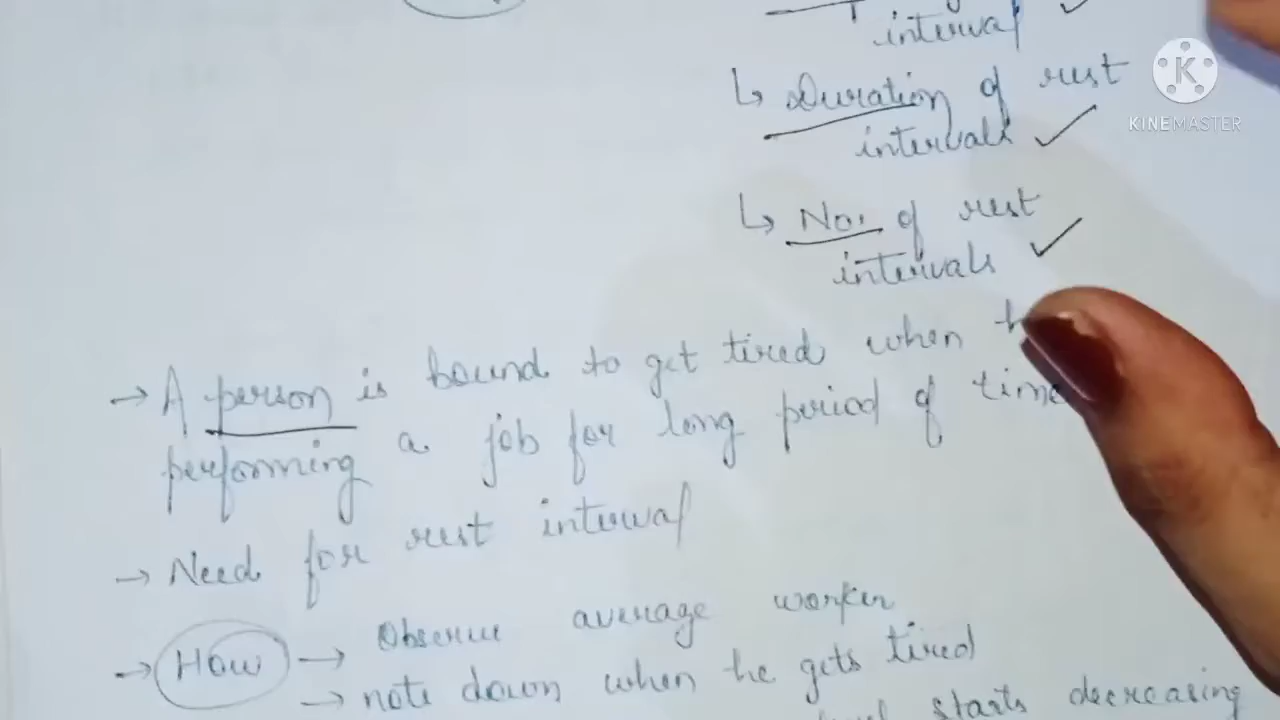 interval ✓
↳ Duration of rest
intervals ✓
KINEMASTER
↳ No. of rest
intervals ✓
→ A person is bound to get tired when
performing a job for long period of time
→ Need for rest interval
→ How → Observe average worker
→ note down when he gets tired
starts decreasing